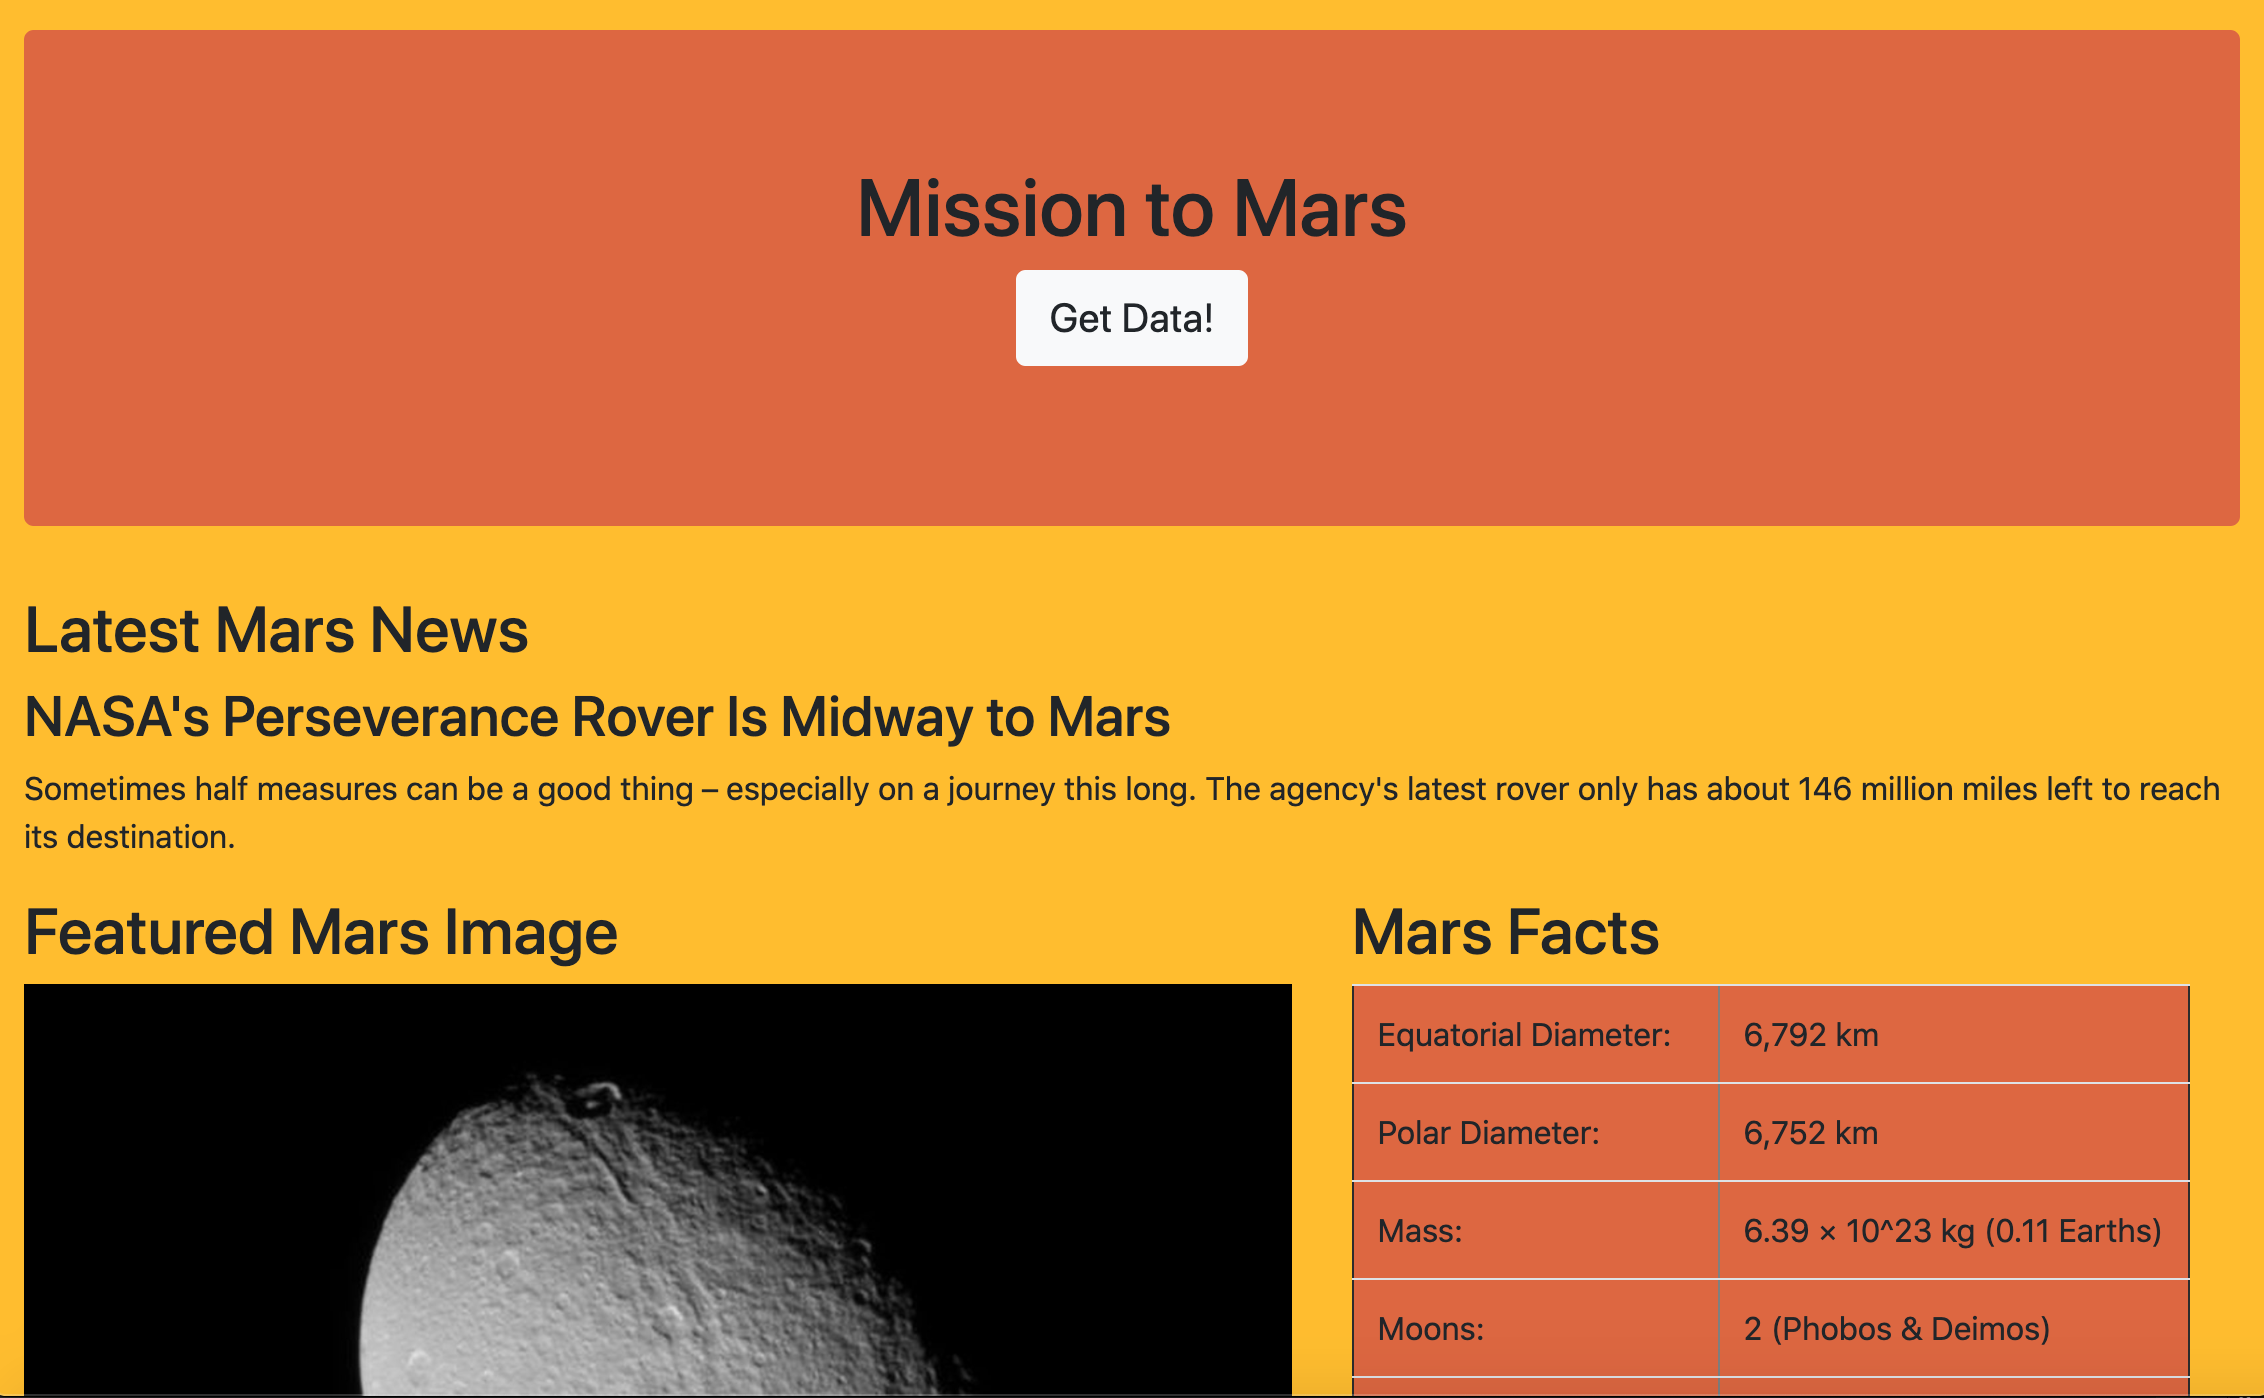 Mission to Mars
Get Data!
Latest Mars News
NASA's Perseverance Rover Is Midway to Mars
Sometimes half measures can be a good thing – especially on a journey this long. The agency's latest rover only has about 146 million miles left to reach
its destination.
Featured Mars Image
Mars Facts
Equatorial Diameter: 6,792 km
Polar Diameter: 6,752 km
Mass: 6.39 × 10^23 kg (0.11 Earths)
Moons: 2 (Phobos & Deimos)